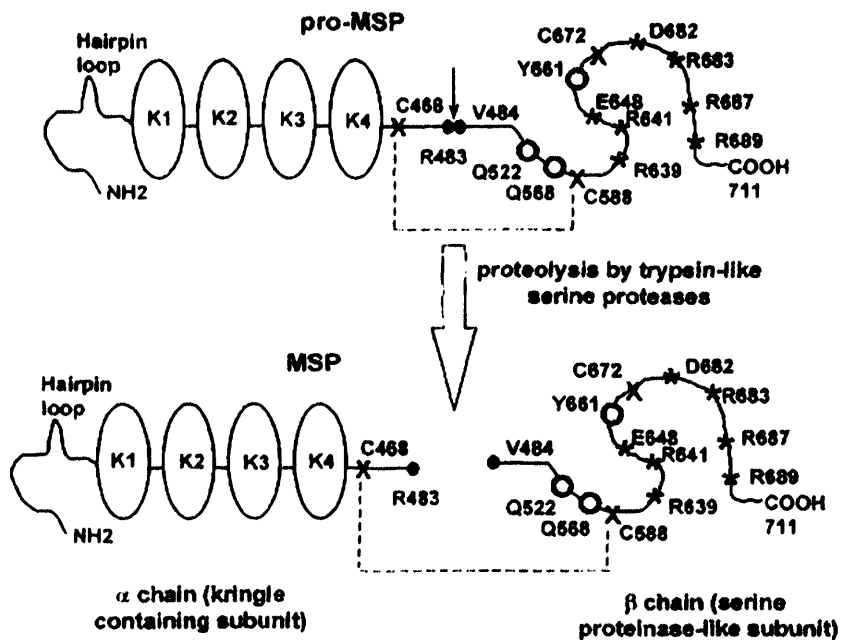 pro-MSP
Hairpin
loop
K1
K2
K3
K4
C468
V484
R483
Q522
Q568
C588
R639
R641
E648
Y661
C672
D682
R683
R687
R689
COOH
711
NH2
proteolysis by trypsin-like
serine proteases
MSP
Hairpin
loop
K1
K2
K3
K4
C468
R483
V484
Q522
Q568
C588
R639
R641
E648
Y661
C672
D682
R683
R687
R689
COOH
711
NH2
α chain (kringle
containing subunit)
β chain (serine
proteinase-like subunit)